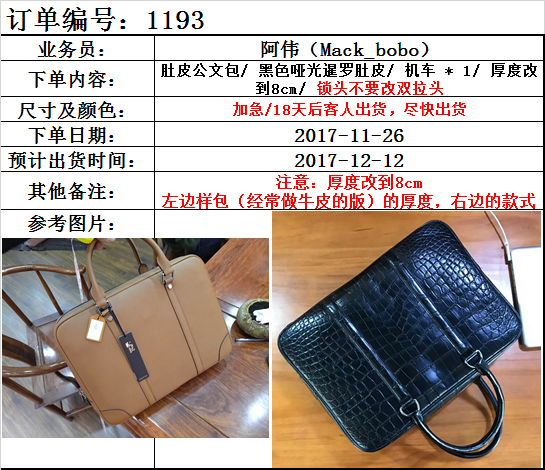 订单编号：1193
业务员： 阿伟（Mack_bobo）
下单内容： 肚皮公文包/ 黑色哑光暹罗肚皮/ 机车 * 1/ 厚度改
到8cm/ 锁头不要改双拉头
尺寸及颜色： 加急/18天后客人出货，尽快出货
下单日期： 2017-11-26
预计出货时间： 2017-12-12
其他备注： 注意：厚度改到8cm
左边样包（经常做牛皮的版）的厚度，右边的款式
参考图片：